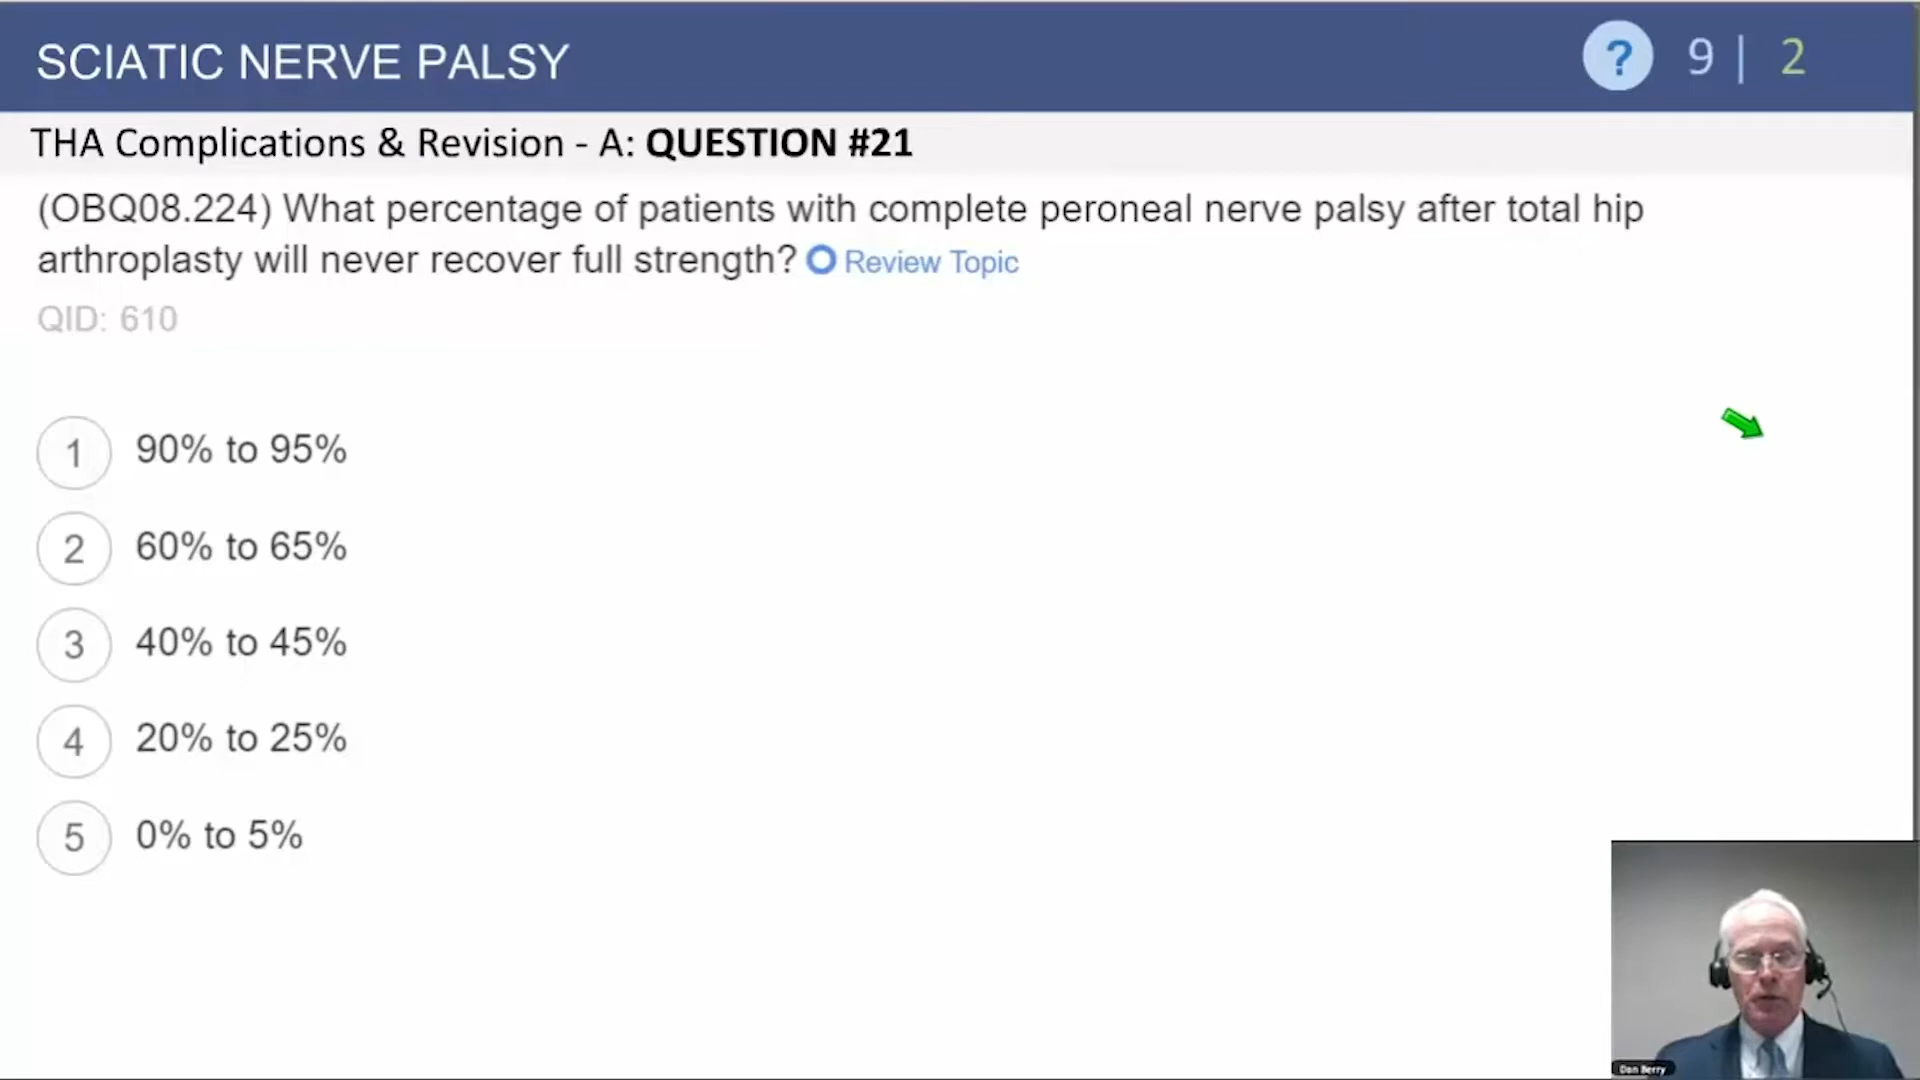 SCIATIC NERVE PALSY
? 9 | 2
THA Complications & Revision - A: QUESTION #21
(OBQ08.224) What percentage of patients with complete peroneal nerve palsy after total hip
arthroplasty will never recover full strength? Review Topic
QID: 610
1 90% to 95%
2 60% to 65%
3 40% to 45%
4 20% to 25%
5 0% to 5%
Dan Berry